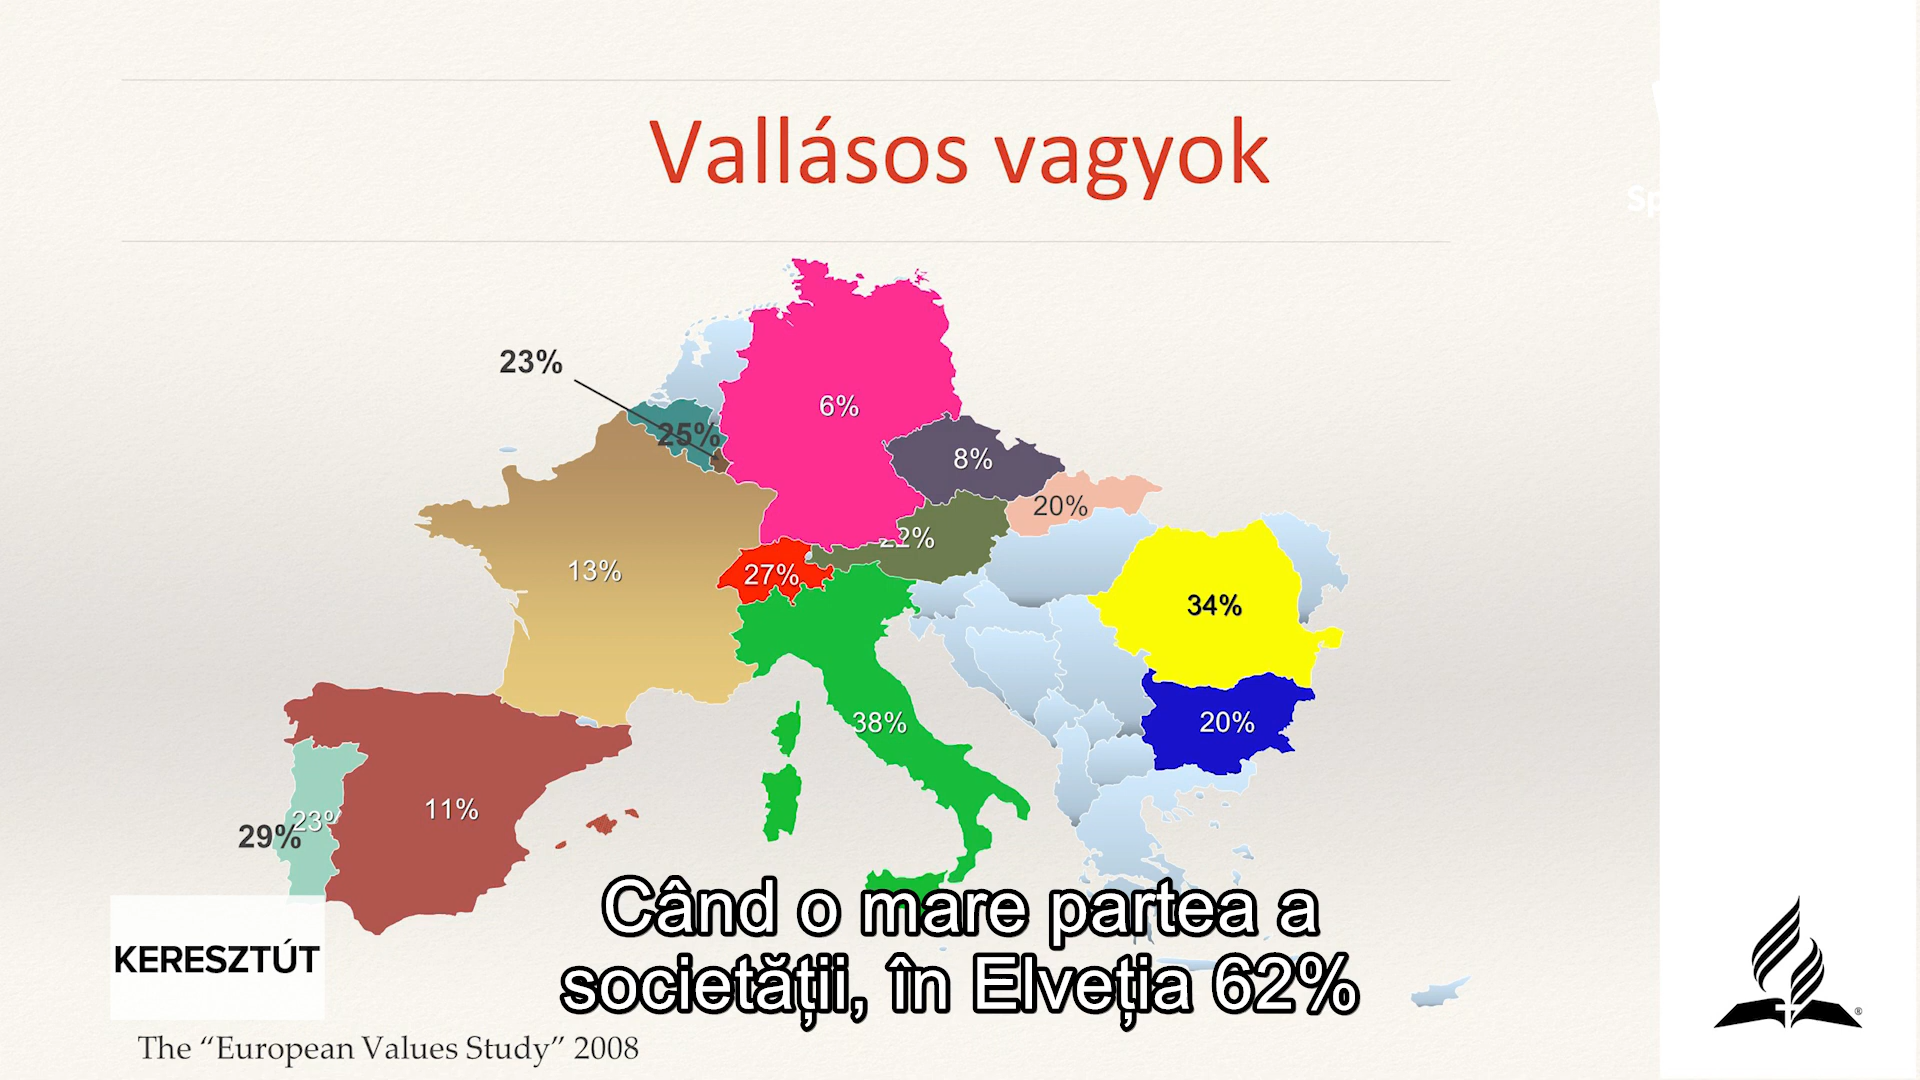 Vallásos vagyok
23%
6%
25%
8%
20%
22%
13%
27%
34%
38%
20%
11%
29%
Când o mare partea a
societății, în Elveția 62%
KERESZTÚT
The “European Values Study” 2008
®